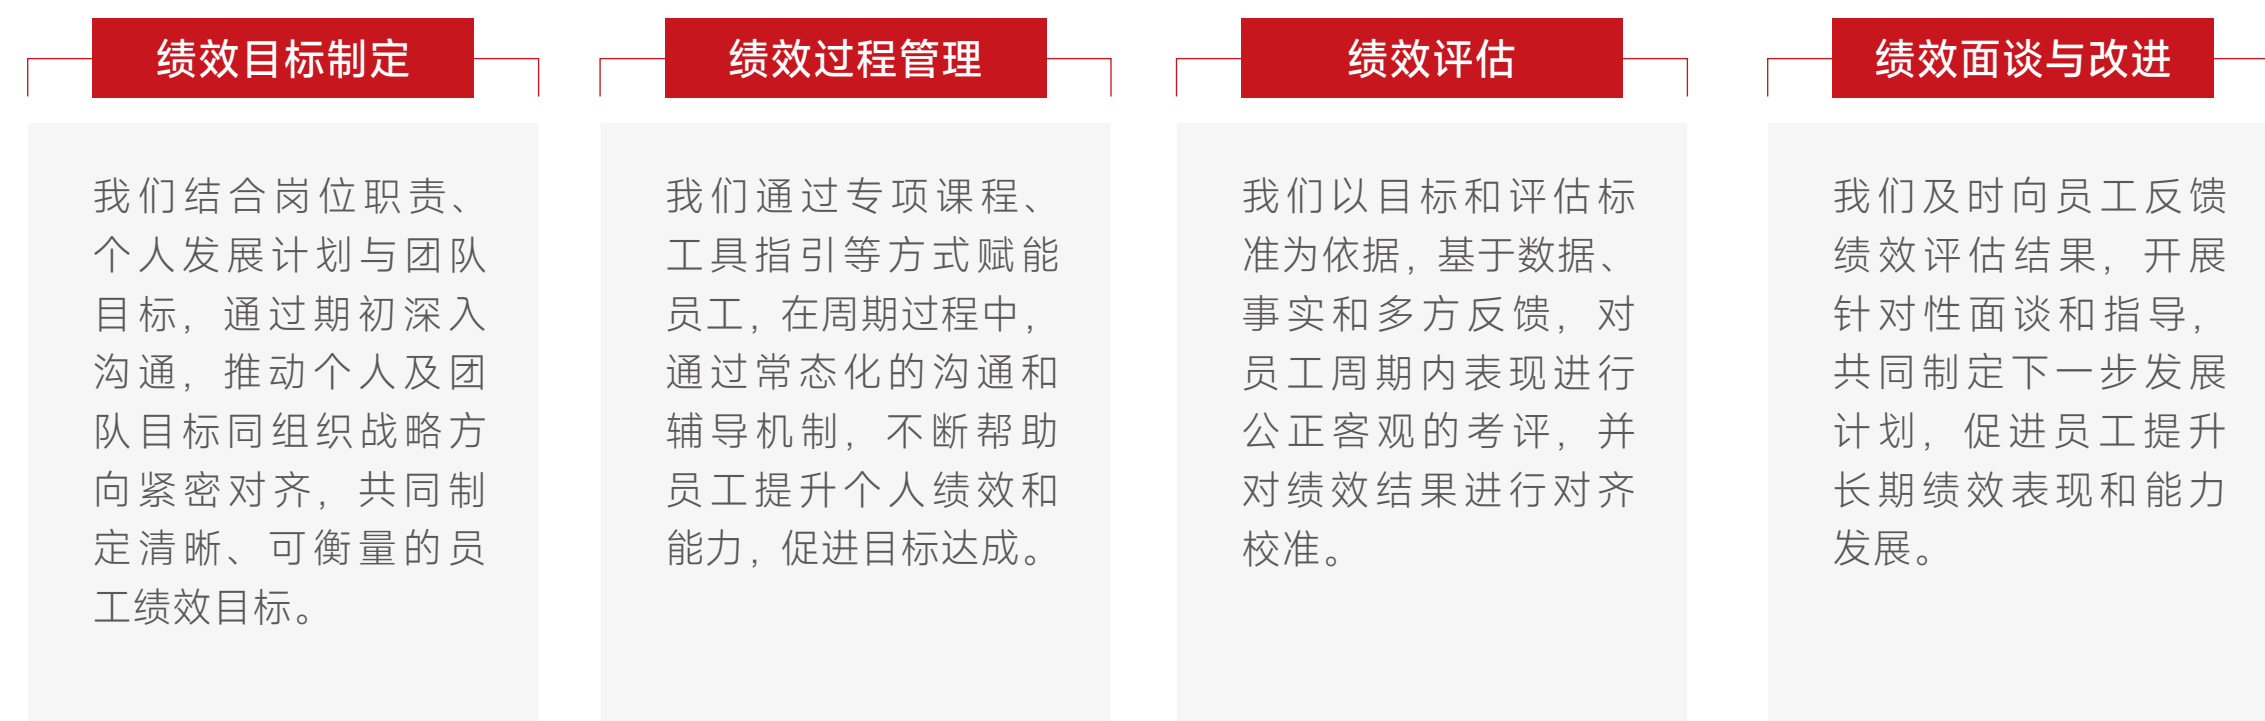 绩效目标制定
我们结合岗位职责、
个人发展计划与团队
目标，通过期初深入
沟通，推动个人及团
队目标同组织战略方
向紧密对齐，共同制
定清晰、可衡量的员
工绩效目标。
绩效过程管理
我们通过专项课程、
工具指引等方式赋能
员工，在周期过程中，
通过常态化的沟通和
辅导机制，不断帮助
员工提升个人绩效和
能力，促进目标达成。
绩效评估
我们以目标和评估标
准为依据，基于数据、
事实和多方反馈，对
员工周期内表现进行
公正客观的考评，并
对绩效结果进行对齐
校准。
绩效面谈与改进
我们及时向员工反馈
绩效评估结果，开展
针对性面谈和指导，
共同制定下一步发展
计划，促进员工提升
长期绩效表现和能力
发展。